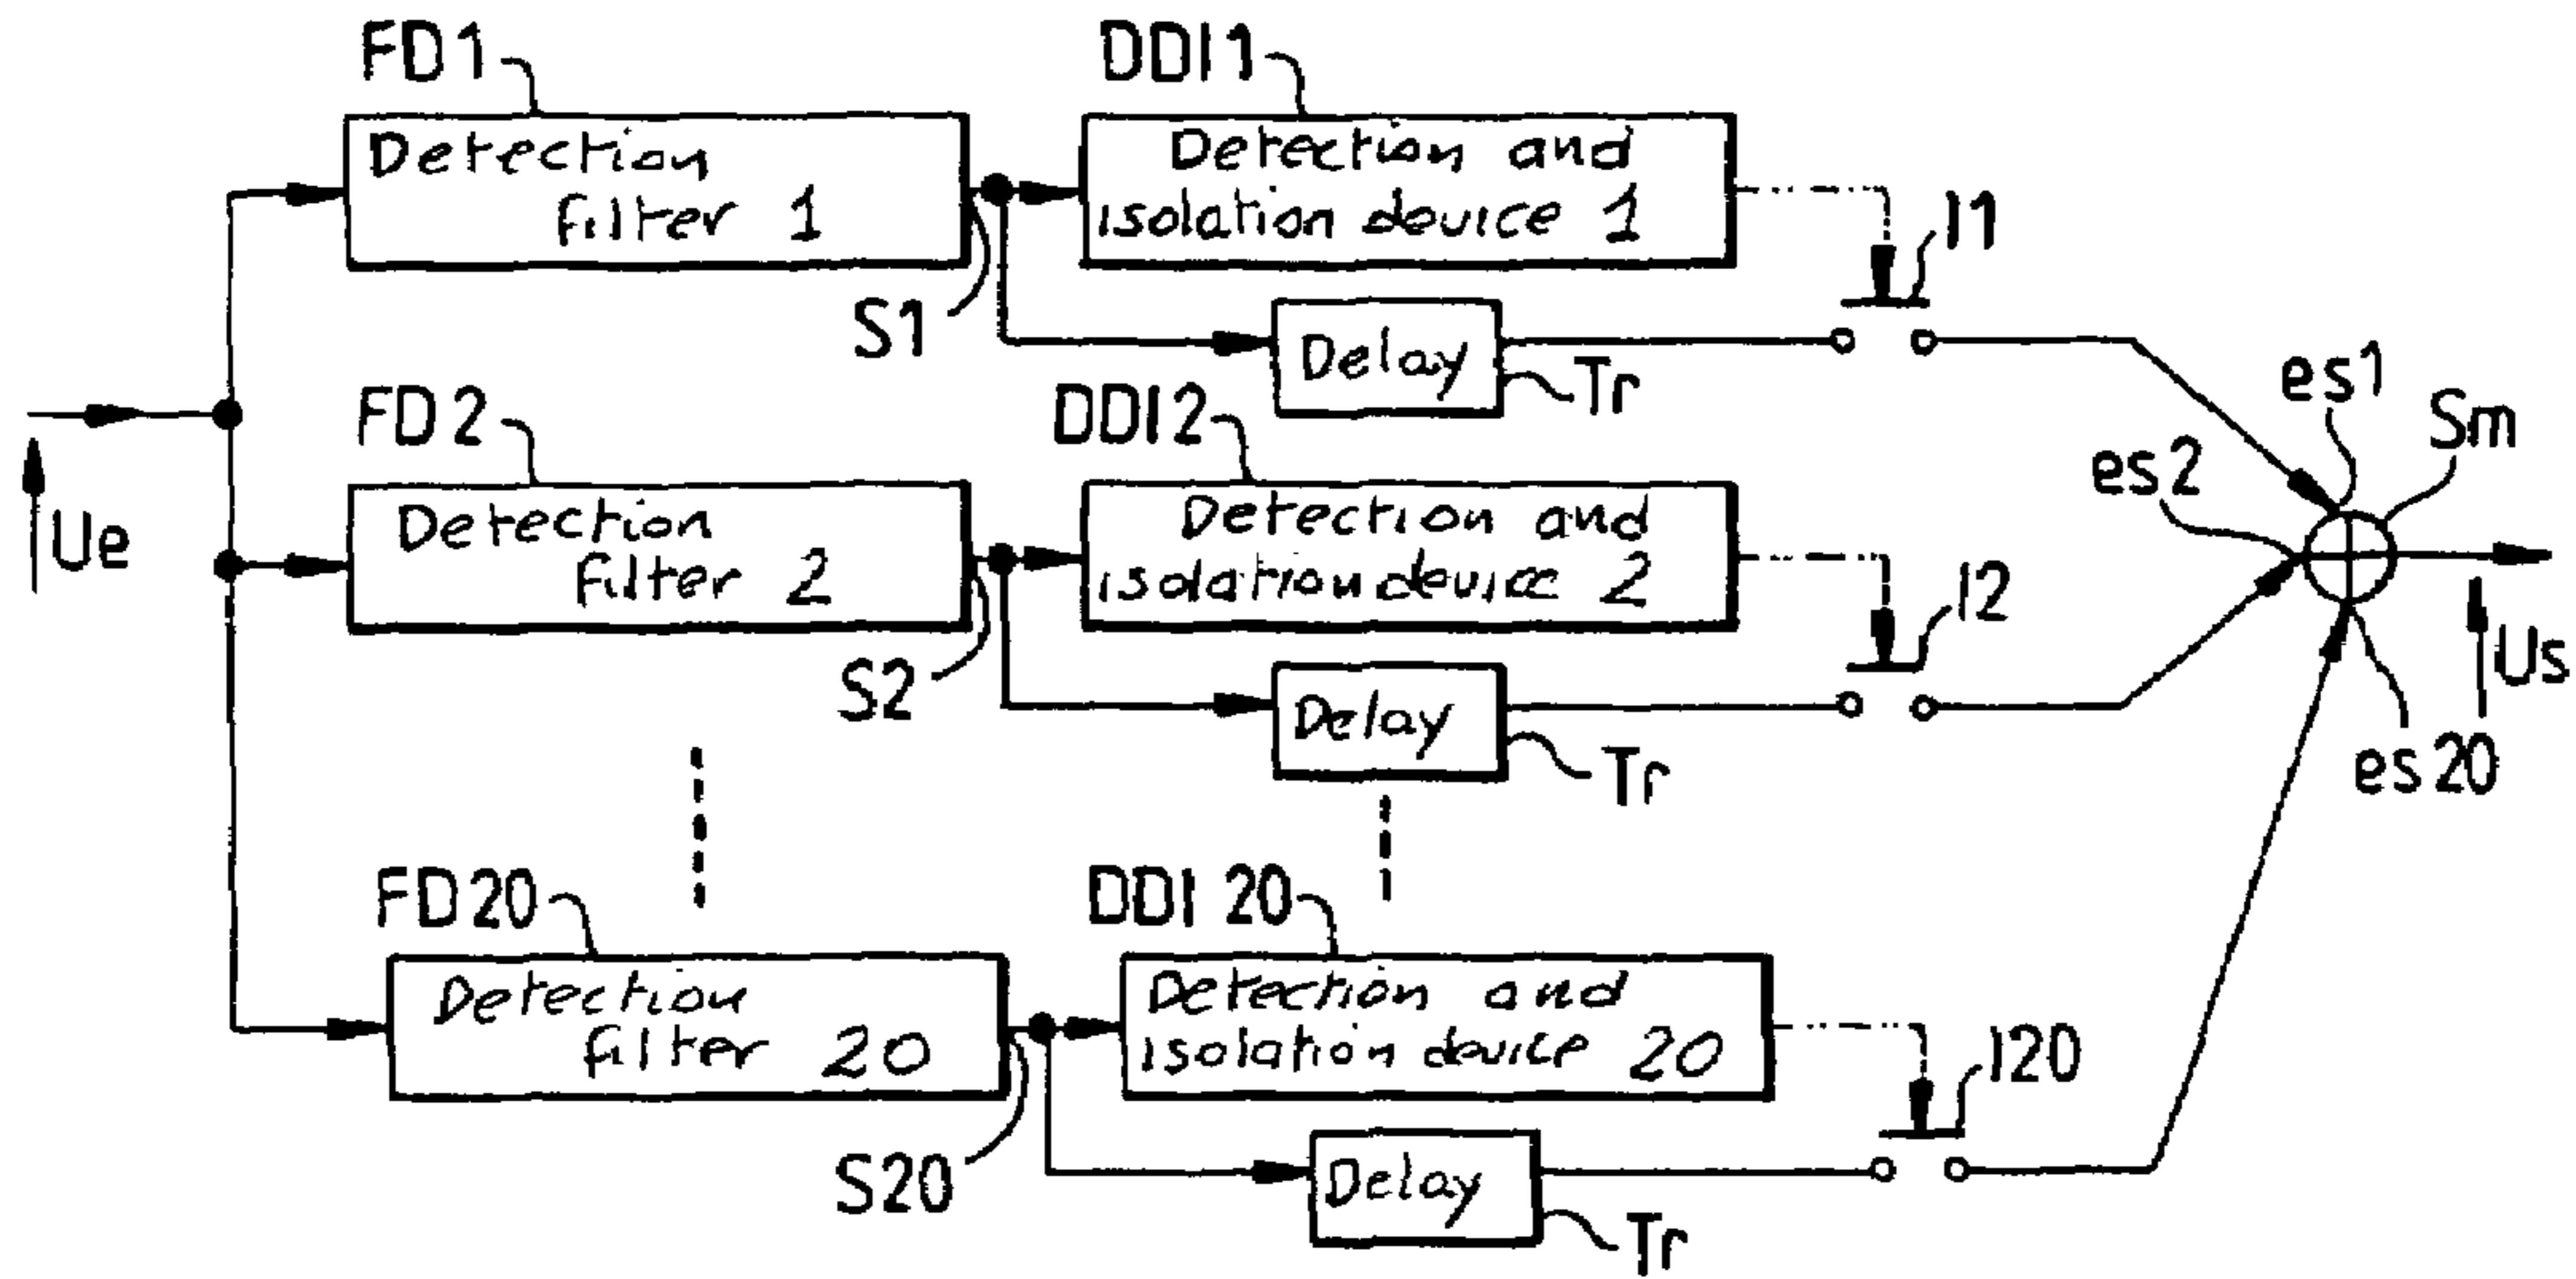 FD1
DDI1
Detection
filter 1
Detection and
isolation device 1
I1
S1
Delay
Tr
es1
Sm
FD2
DDI2
es2
Ue
Detection
filter 2
Detection and
isolation device 2
I2
Us
S2
Delay
Tr
es20
FD20
DDI 20
Detection
filter 20
Detection and
isolation device 20
I20
S20
Delay
Tr